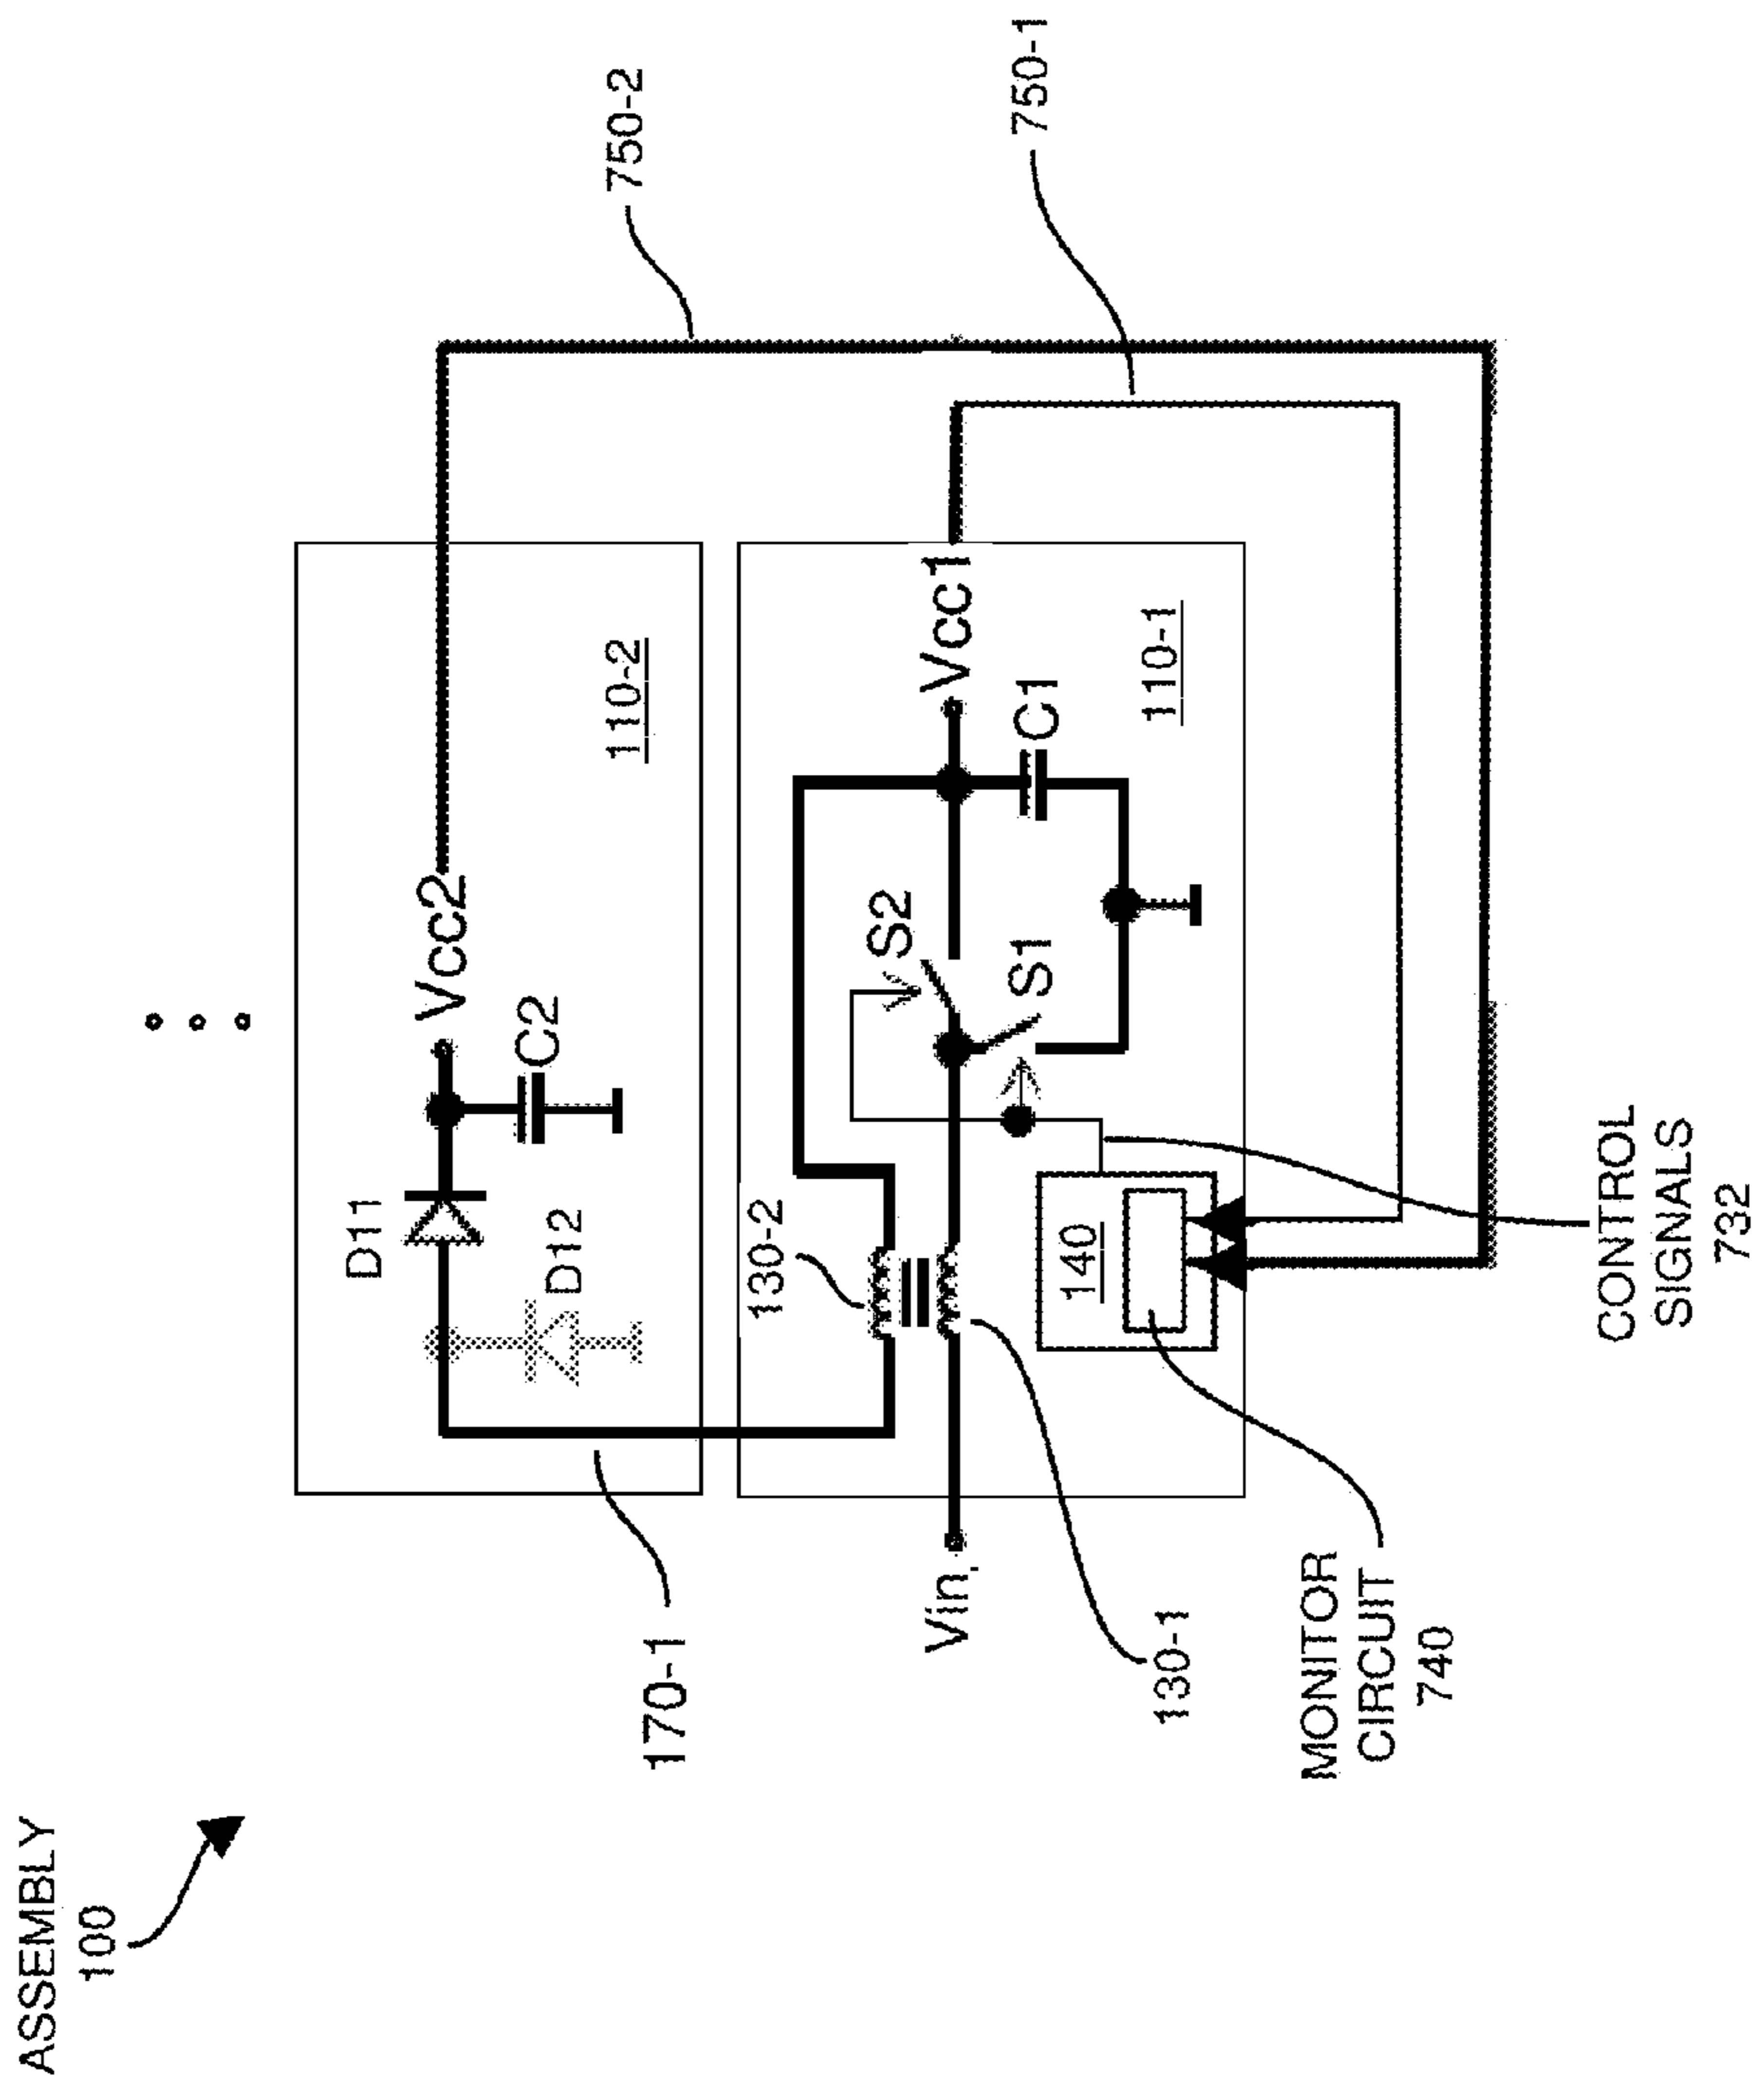 ASSEMBLY
100
170-1
D11
D12
C2
Vcc2
110-2
750-2
130-2
S2
S1
C1
Vcc1
110-1
750-1
Vin
130-1
140
MONITOR
CIRCUIT
740
CONTROL
SIGNALS
732